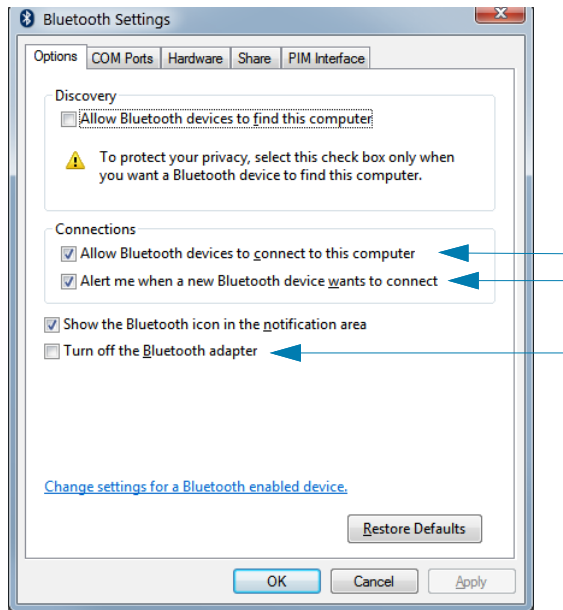 Bluetooth Settings
Options COM Ports Hardware Share PIM Interface
Discovery
Allow Bluetooth devices to find this computer
To protect your privacy, select this check box only when
you want a Bluetooth device to find this computer.
Connections
Allow Bluetooth devices to connect to this computer
Alert me when a new Bluetooth device wants to connect
Show the Bluetooth icon in the notification area
Turn off the Bluetooth adapter
Change settings for a Bluetooth enabled device.
Restore Defaults
OK Cancel Apply